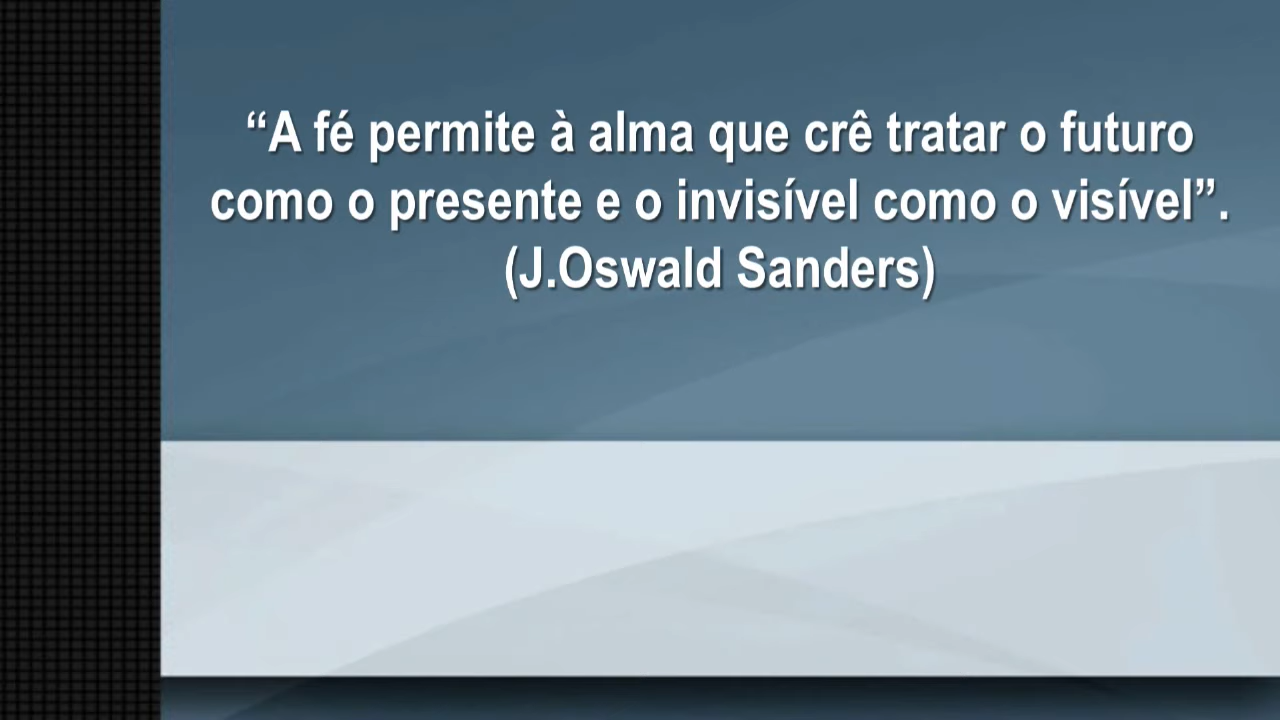 “A fé permite à alma que crê tratar o futuro
como o presente e o invisível como o visível”.
(J.Oswald Sanders)